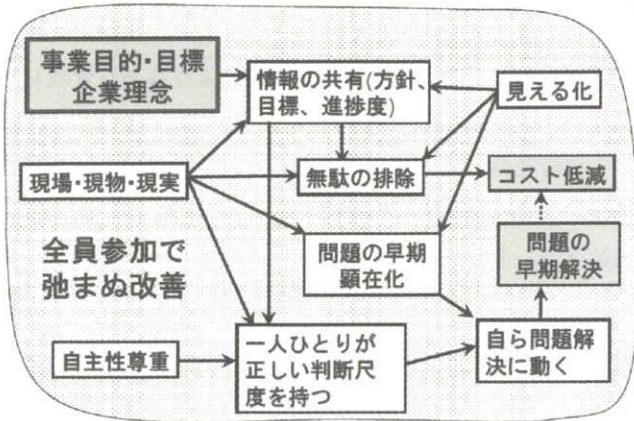 事業目的・目標
企業理念
情報の共有(方針、
目標、進捗度)
見える化
現場・現物・現実
無駄の排除
コスト低減
全員参加で
弛まぬ改善
問題の早期
顕在化
問題の
早期解決
自主性尊重
一人ひとりが
正しい判断尺
度を持つ
自ら問題解
決に動く